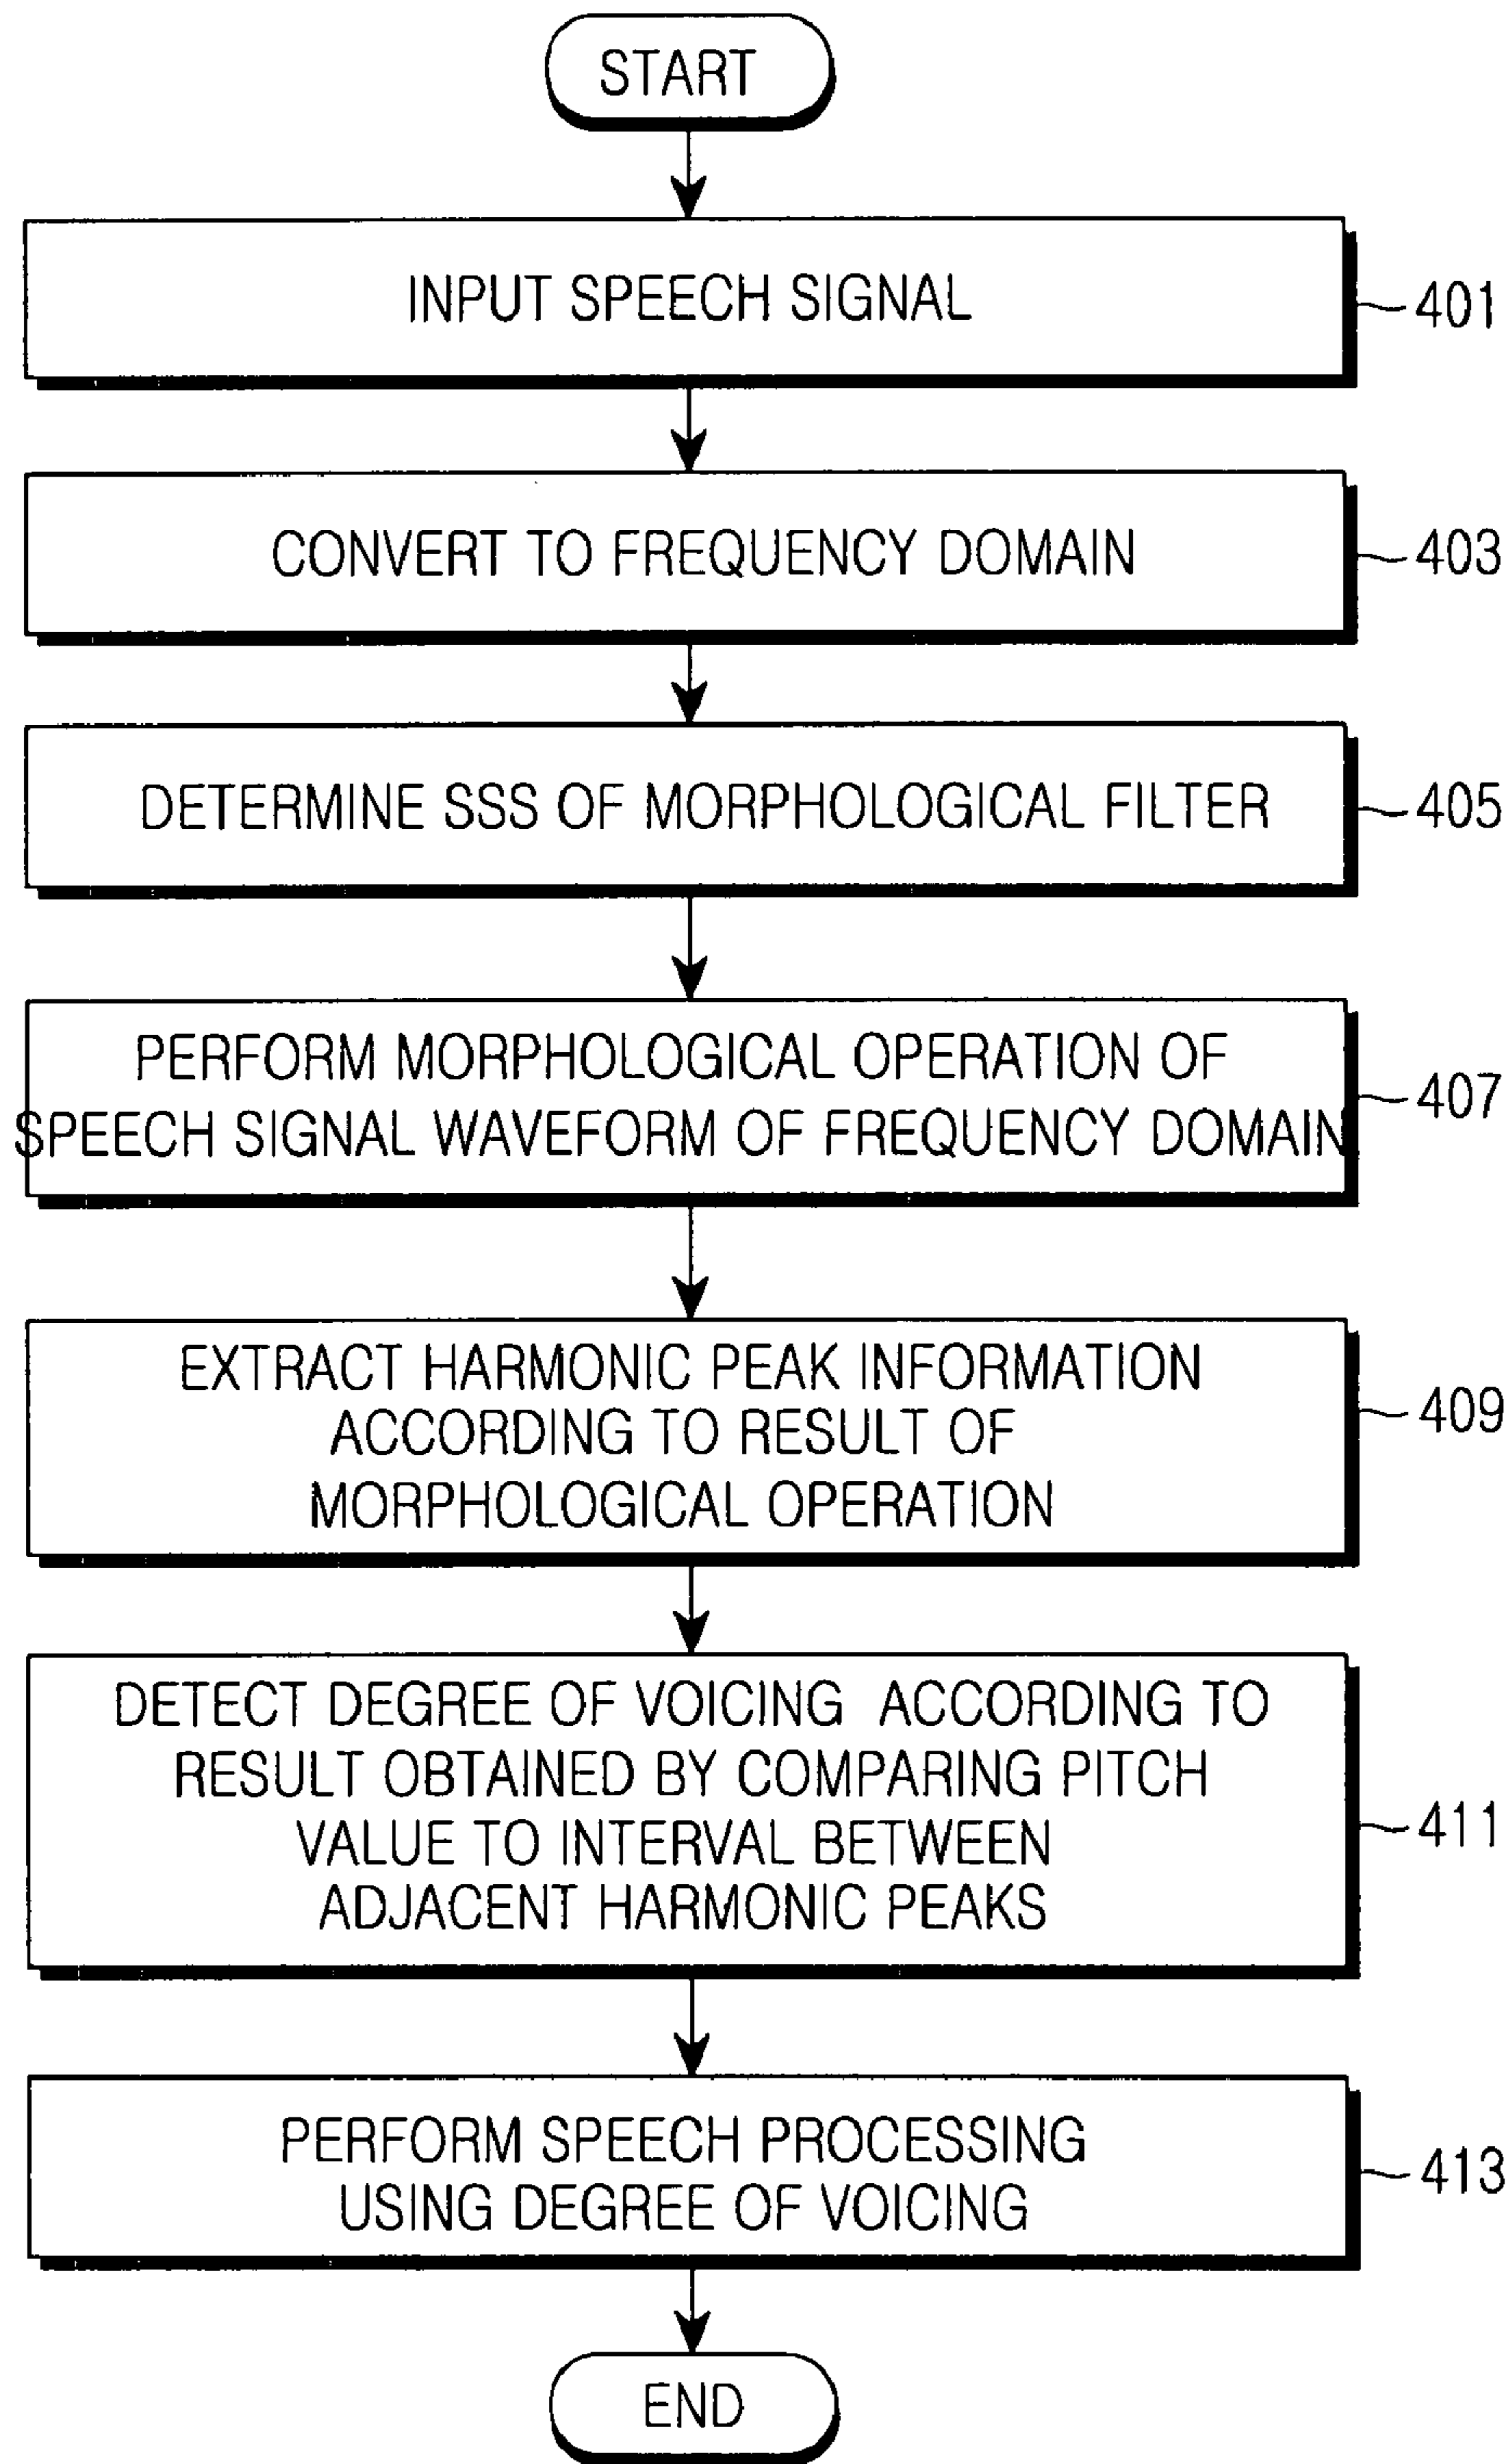 START
INPUT SPEECH SIGNAL
401
CONVERT TO FREQUENCY DOMAIN
403
DETERMINE SSS OF MORPHOLOGICAL FILTER
405
PERFORM MORPHOLOGICAL OPERATION OF
SPEECH SIGNAL WAVEFORM OF FREQUENCY DOMAIN
407
EXTRACT HARMONIC PEAK INFORMATION
ACCORDING TO RESULT OF
MORPHOLOGICAL OPERATION
409
DETECT DEGREE OF VOICING ACCORDING TO
RESULT OBTAINED BY COMPARING PITCH
VALUE TO INTERVAL BETWEEN
ADJACENT HARMONIC PEAKS
411
PERFORM SPEECH PROCESSING
USING DEGREE OF VOICING
413
END